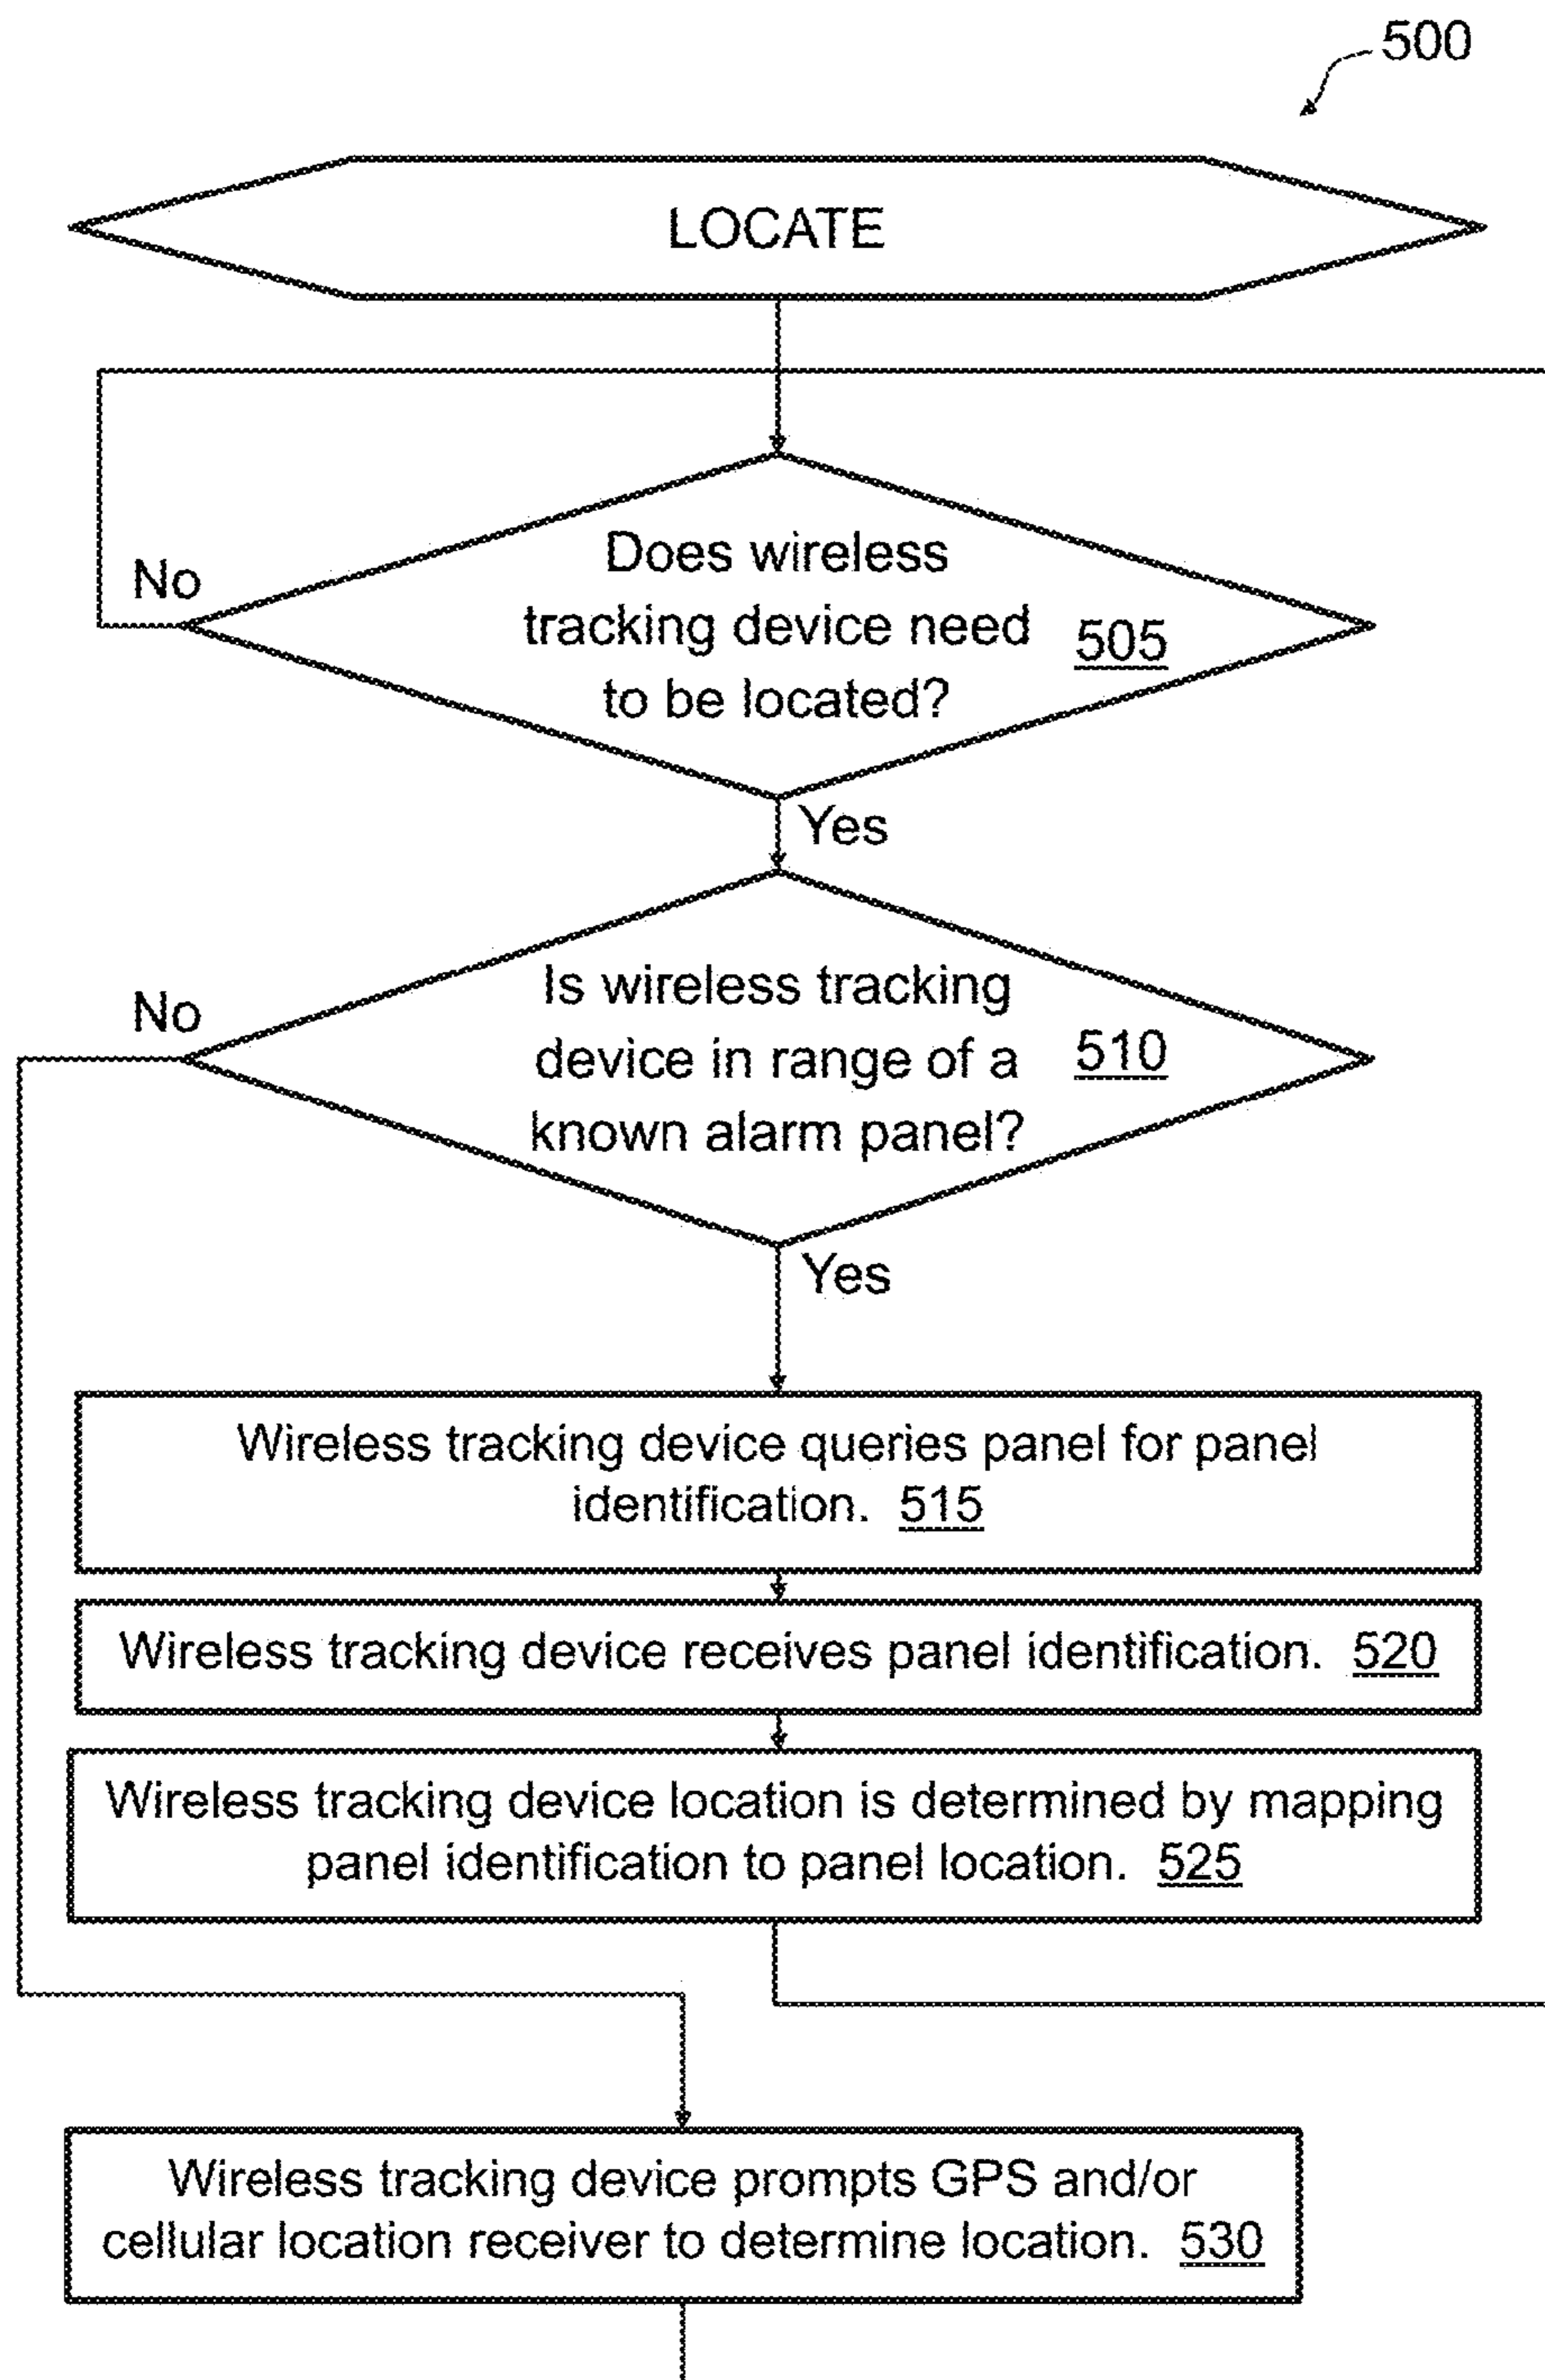 500
LOCATE
No
Does wireless
tracking device need 505
to be located?
Yes
No
Is wireless tracking
device in range of a 510
known alarm panel?
Yes
Wireless tracking device queries panel for panel
identification. 515
Wireless tracking device receives panel identification. 520
Wireless tracking device location is determined by mapping
panel identification to panel location. 525
Wireless tracking device prompts GPS and/or
cellular location receiver to determine location. 530